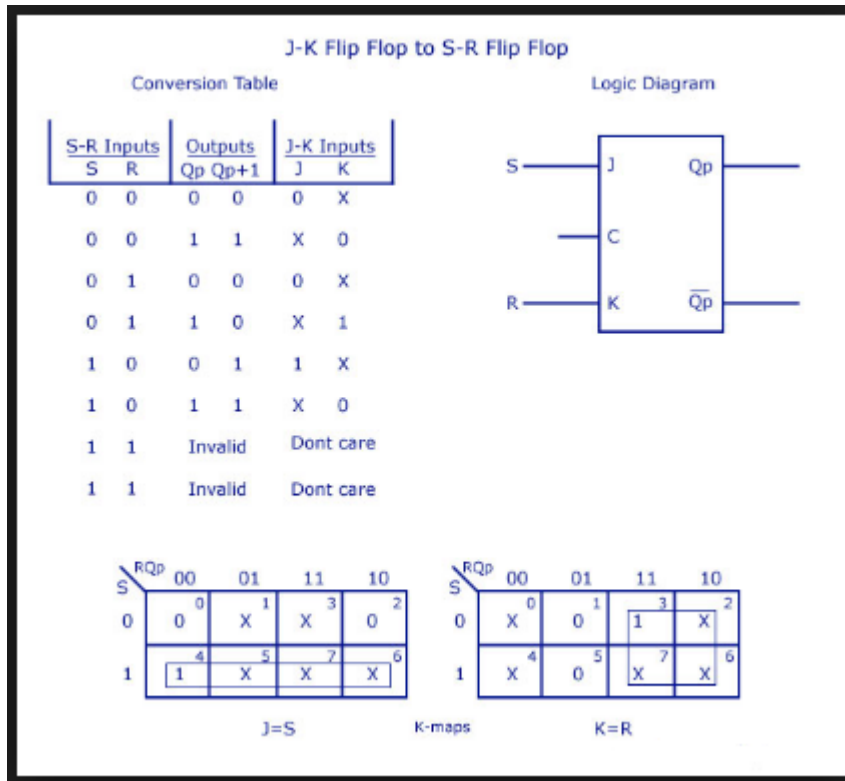 J-K Flip Flop to S-R Flip Flop
Conversion Table
S-R Inputs Outputs J-K Inputs
S R Qp Qp+1 J K
0 0 0 0 0 X
0 0 1 1 X 0
0 1 0 0 0 X
0 1 1 0 X 1
1 0 0 1 1 X
1 0 1 1 X 0
1 1 Invalid Dont care
1 1 Invalid Dont care
Logic Diagram
S J Qp
C
R K Q̅p̅
RQp
S 00 01 11 10
0 1 3 2
0 0 X X 0
4 5 7 6
1 1 X X X
J=S
K-maps
RQp
S 00 01 11 10
0 1 3 2
0 X 0 1 X
4 5 7 6
1 X 0 X X
K=R